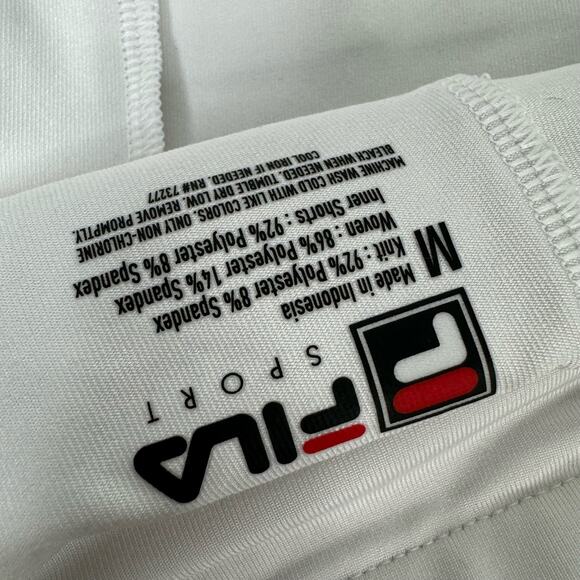 FILA
SPORT
M
Made in Indonesia
Knit : 92% Polyester 8% Spandex
Woven : 86% Polyester 14% Spandex
Inner Shorts : 92% Polyester 8% Spandex
MACHINE WASH COLD WITH LIKE COLORS. ONLY NON-CHLORINE
BLEACH WHEN NEEDED. TUMBLE DRY LOW. REMOVE PROMPTLY.
COOL IRON IF NEEDED. RN# 73277